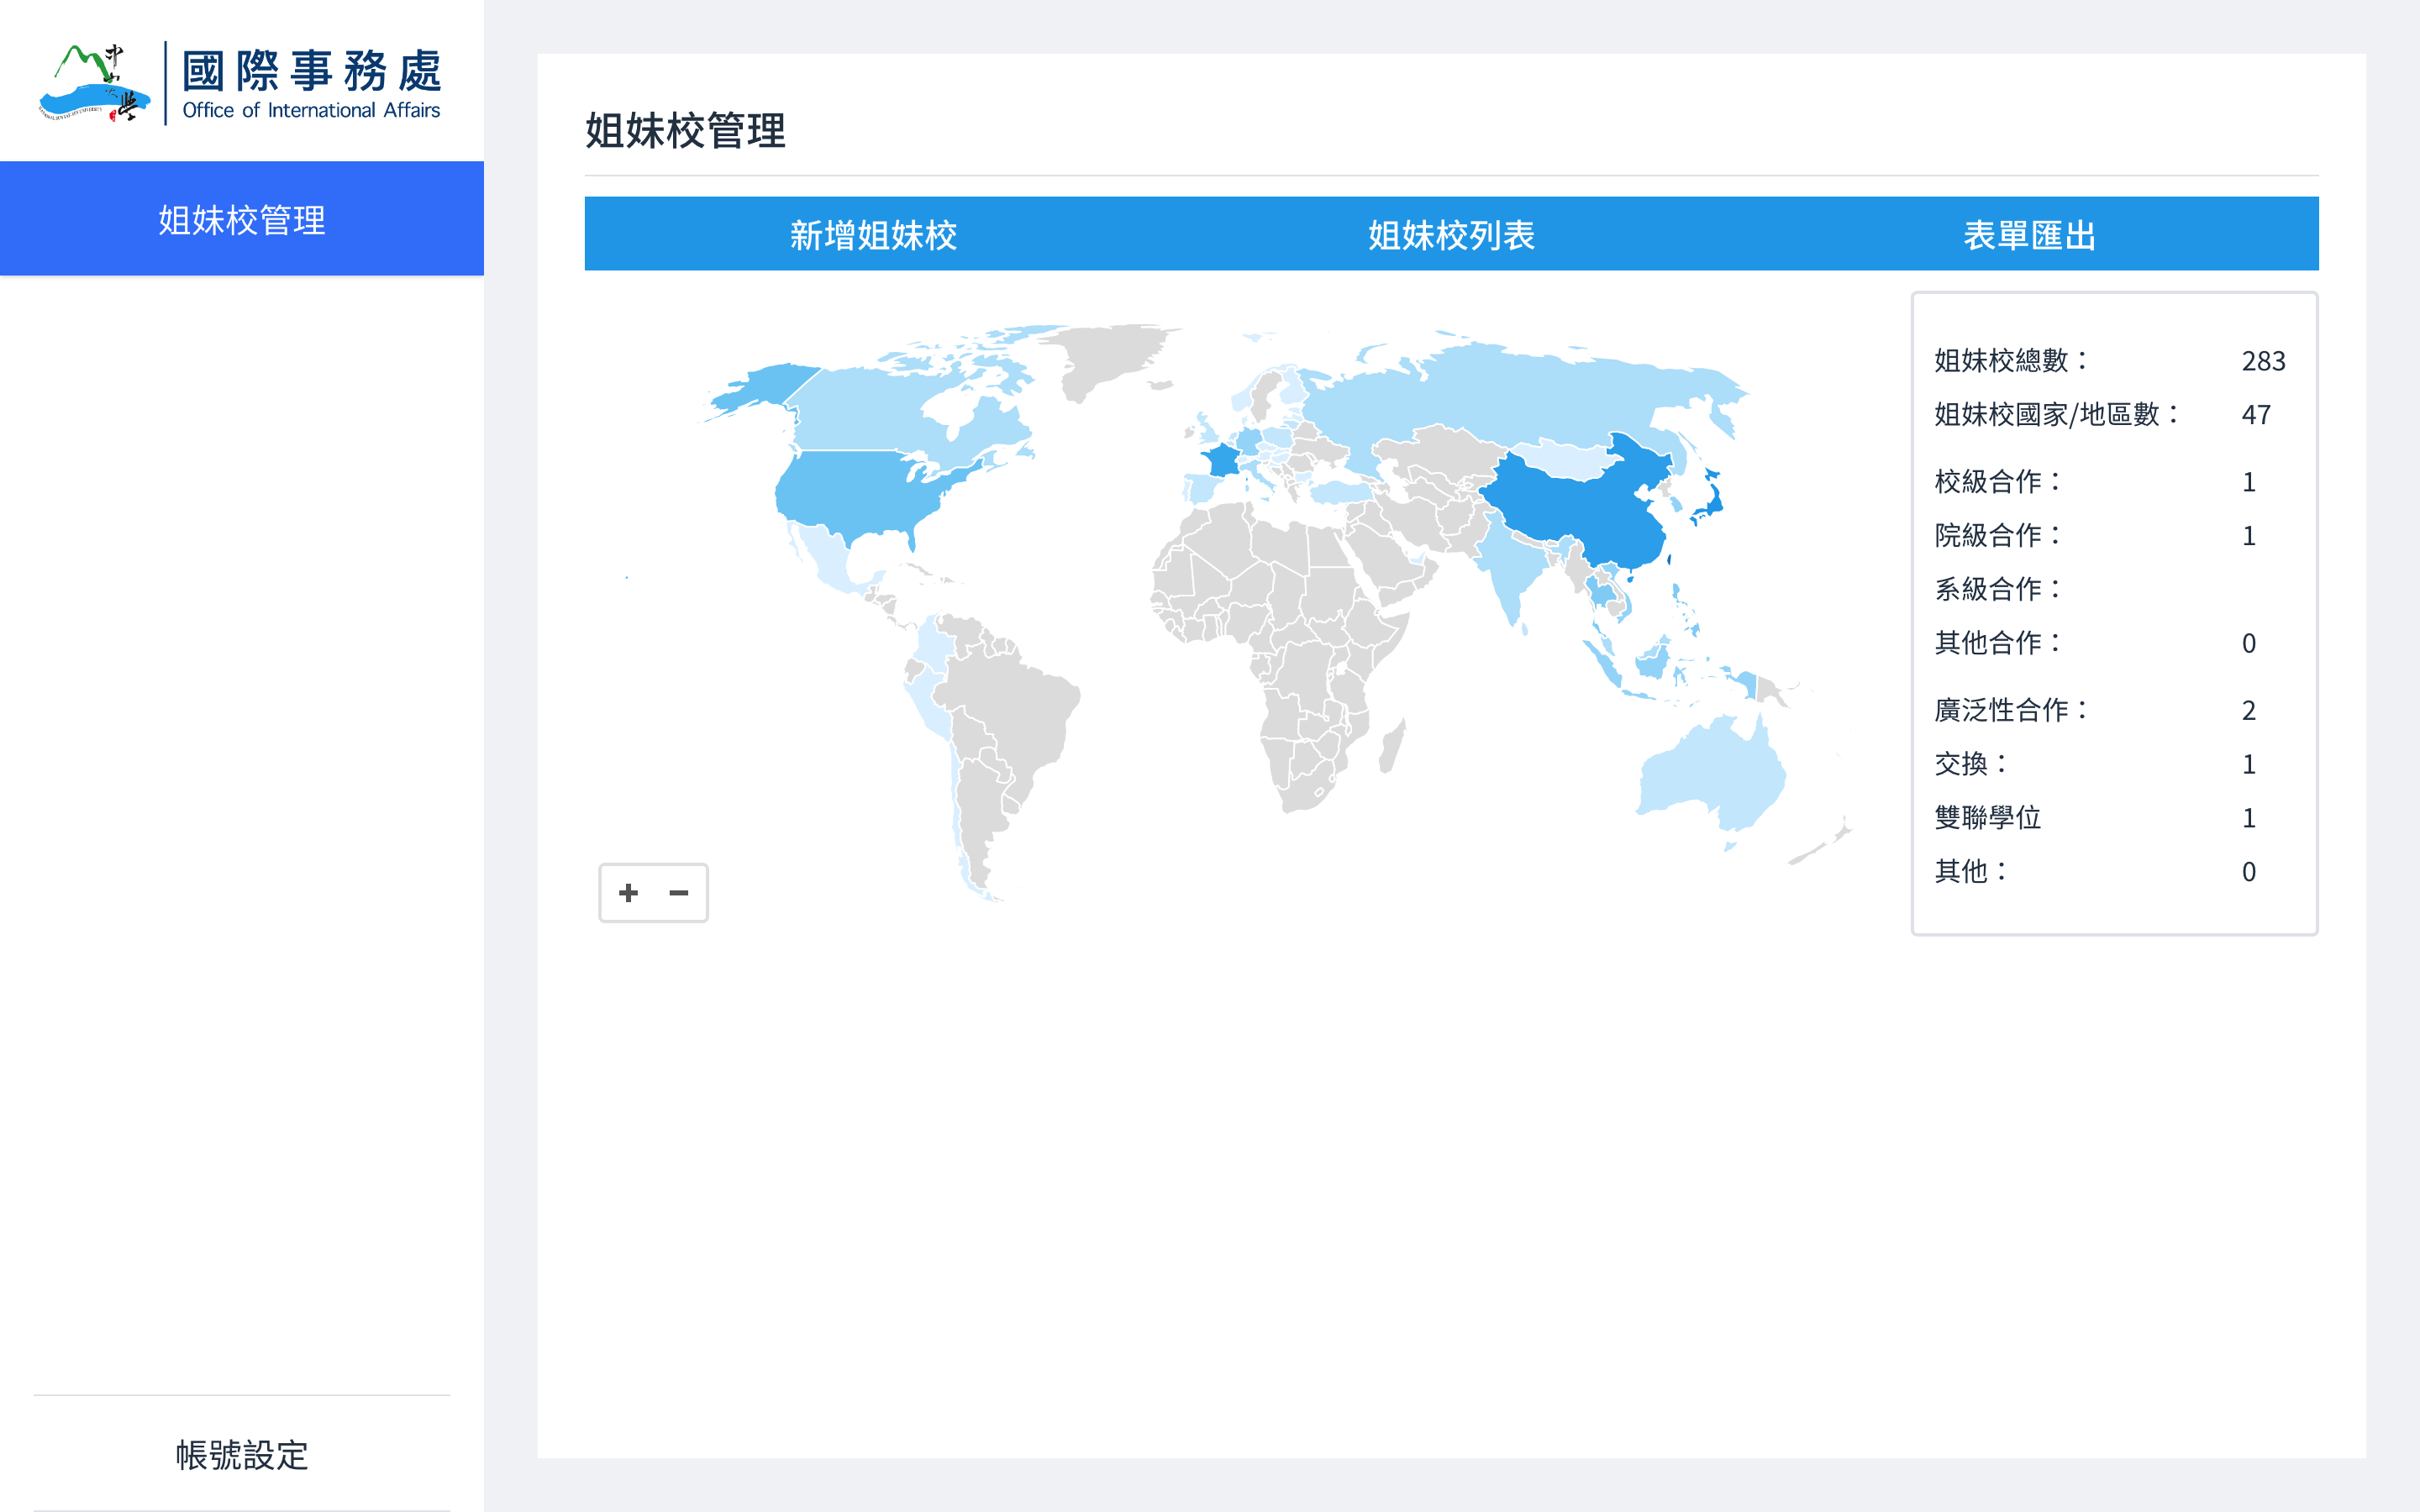 中山大學
國際事務處
Office of International Affairs
姐妹校管理
帳號設定
姐妹校管理
新增姐妹校 姐妹校列表 表單匯出
姐妹校總數： 283
姐妹校國家/地區數： 47
校級合作： 1
院級合作： 1
系級合作：
其他合作： 0
廣泛性合作： 2
交換： 1
雙聯學位 1
其他： 0
+ −